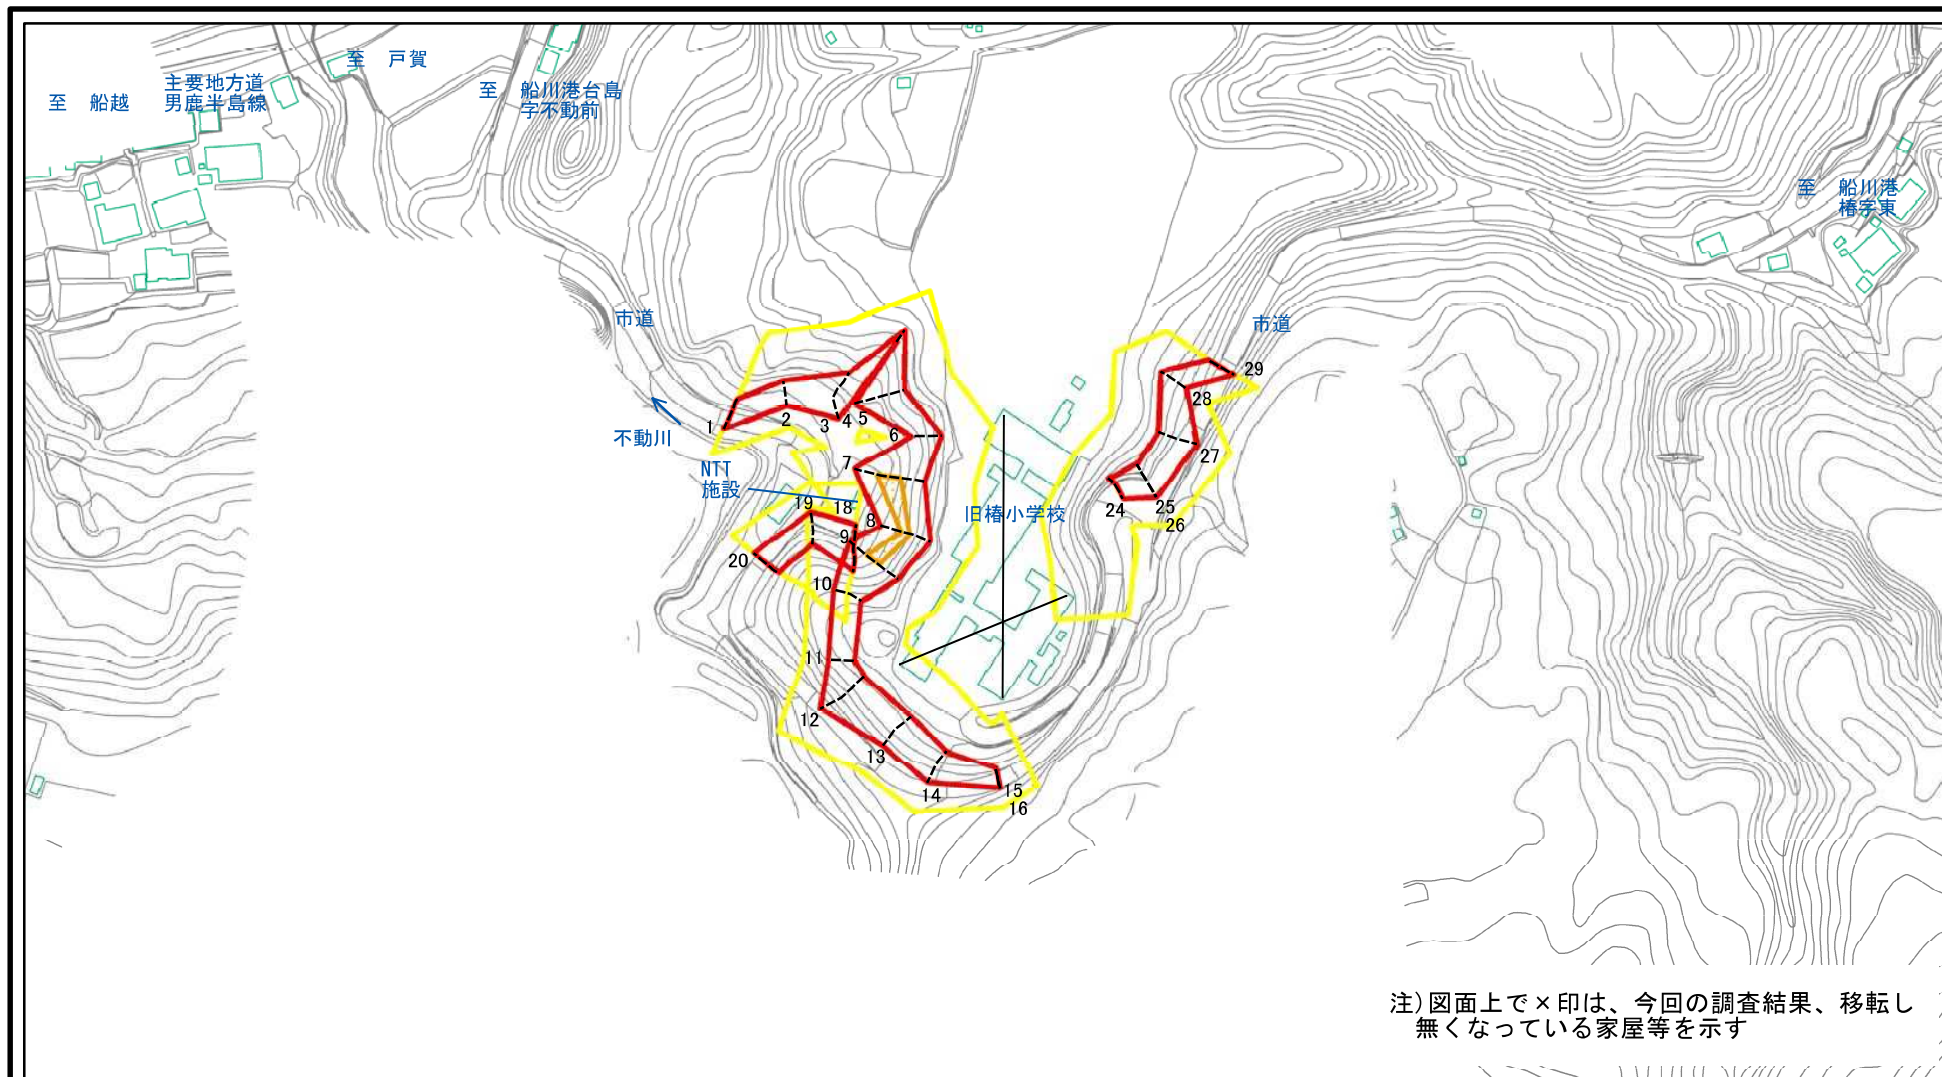 至　戸賀
主要地方道
男鹿半島線
至　船越
至　船川港台島
字不動前
至　船川港
椿字東
市道
市道
不動川
NTT
施設
旧椿小学校
1
2
3
4
5
6
7
8
9
10
11
12
13
14
15
16
18
19
20
24
25
26
27
28
29
注)図面上で×印は、今回の調査結果、移転し
無くなっている家屋等を示す